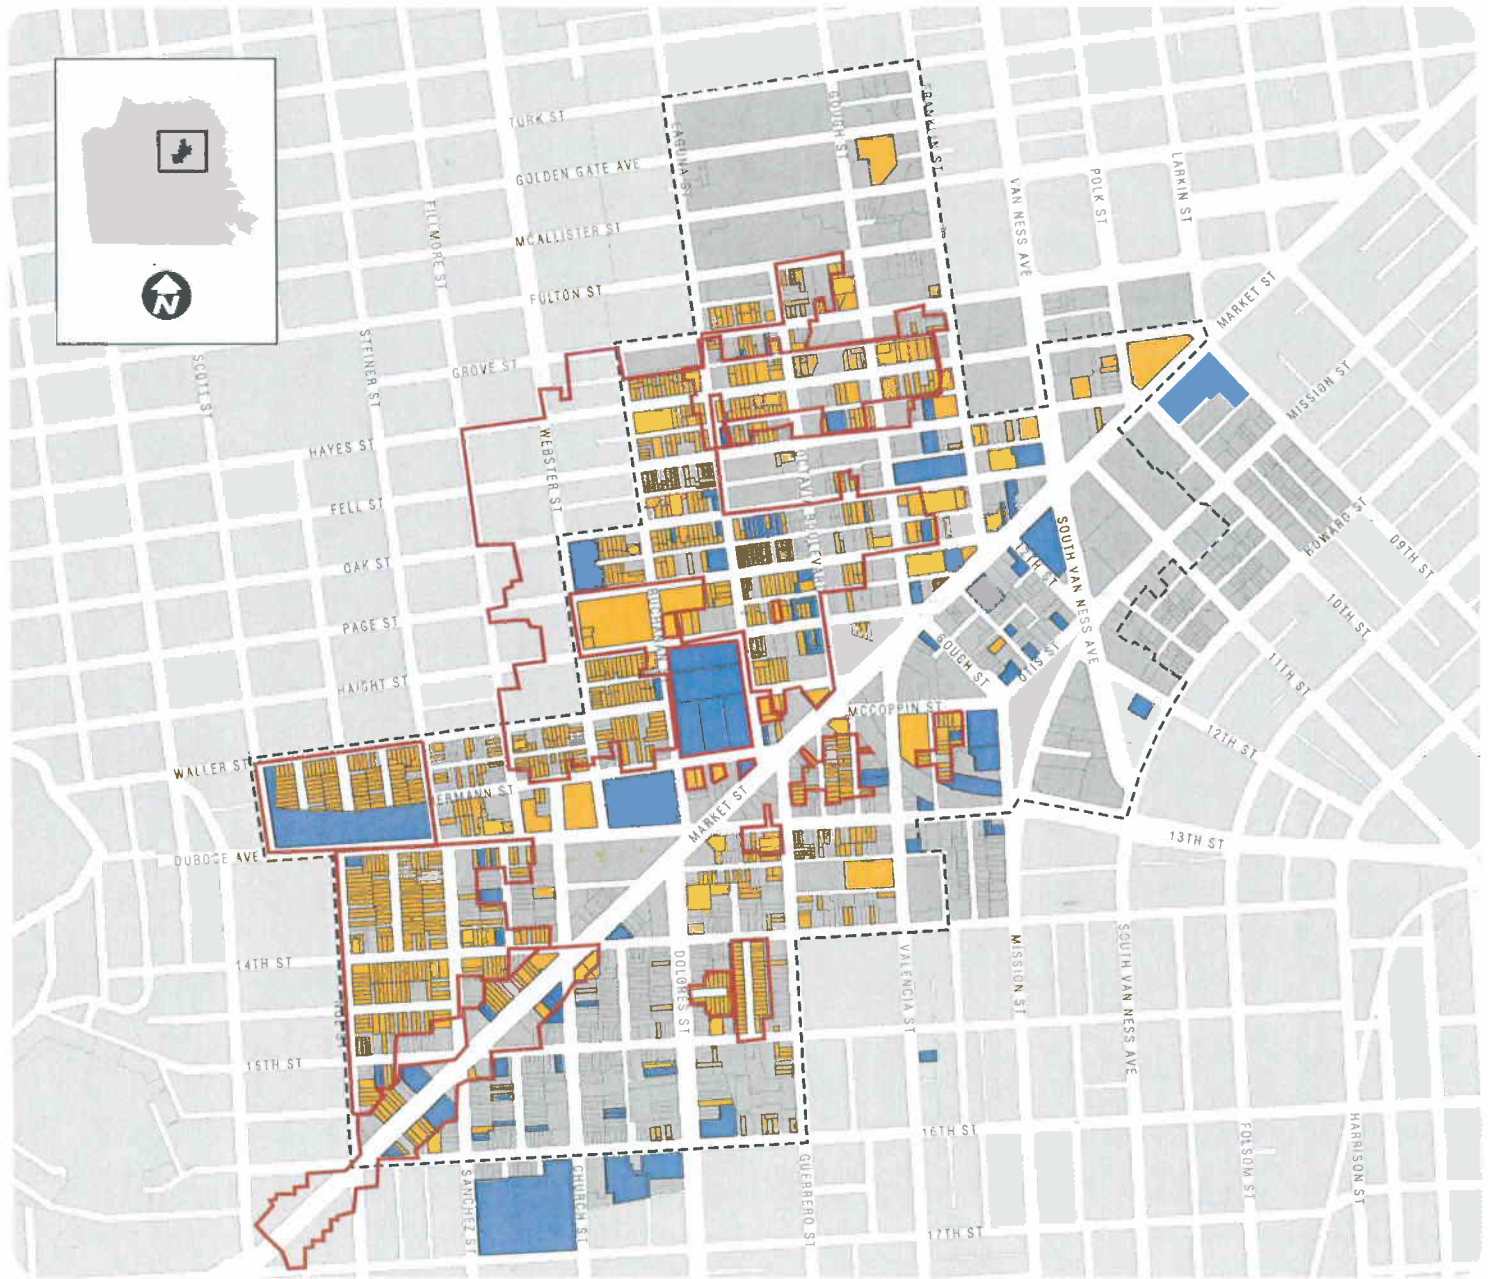 TURK ST
GOLDEN GATE AVE
MCALLISTER ST
FULTON ST
GROVE ST
HAYES ST
FELL ST
OAK ST
PAGE ST
HAIGHT ST
WALLER ST
DUBOCE AVE
14TH ST
15TH ST
SCOTT ST
STEINER ST
FILLMORE ST
WEBSTER ST
LAGUNA ST
GOUGH ST
FRANKLIN ST
VAN NESS AVE
POLK ST
LARKIN ST
MARKET ST
MISSION ST
HOWARD ST
10TH ST
11TH ST
12TH ST
13TH ST
SOUTH VAN NESS AVE
12TH ST
OTIS ST
GOUGH ST
MCCOPPIN ST
MARKET ST
DOLORES ST
VALENCIA ST
MISSION ST
SOUTH VAN NESS AVE
16TH ST
17TH ST
SANCHEZ ST
CHURCH ST
GUERRERO ST
FOLSOM ST
HARRISON ST
N